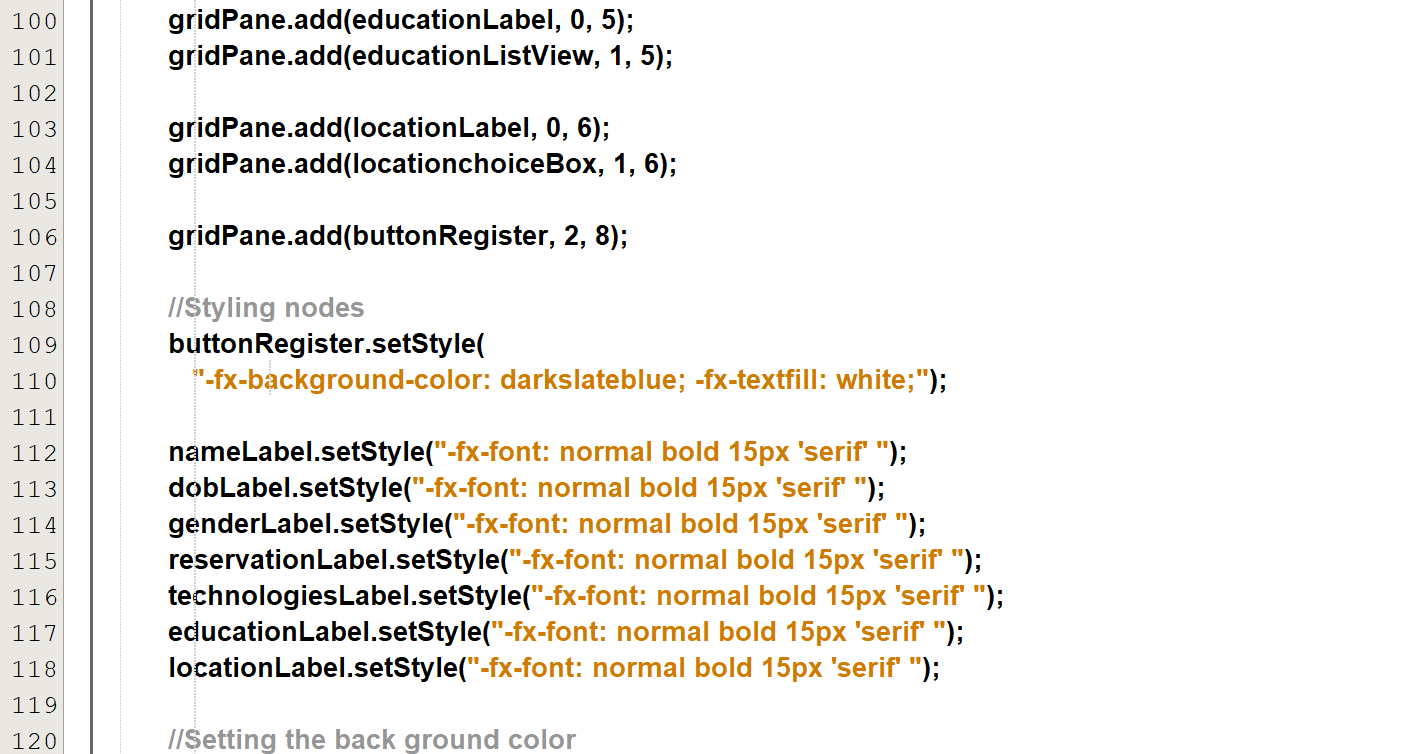 100 gridPane.add(educationLabel, 0, 5);
101 gridPane.add(educationListView, 1, 5);
102
103 gridPane.add(locationLabel, 0, 6);
104 gridPane.add(locationchoiceBox, 1, 6);
105
106 gridPane.add(buttonRegister, 2, 8);
107
108 //Styling nodes
109 buttonRegister.setStyle(
110 "-fx-background-color: darkslateblue; -fx-textfill: white;");
111
112 nameLabel.setStyle("-fx-font: normal bold 15px 'serif' ");
113 dobLabel.setStyle("-fx-font: normal bold 15px 'serif' ");
114 genderLabel.setStyle("-fx-font: normal bold 15px 'serif' ");
115 reservationLabel.setStyle("-fx-font: normal bold 15px 'serif' ");
116 technologiesLabel.setStyle("-fx-font: normal bold 15px 'serif' ");
117 educationLabel.setStyle("-fx-font: normal bold 15px 'serif' ");
118 locationLabel.setStyle("-fx-font: normal bold 15px 'serif' ");
119
120 //Setting the back ground color